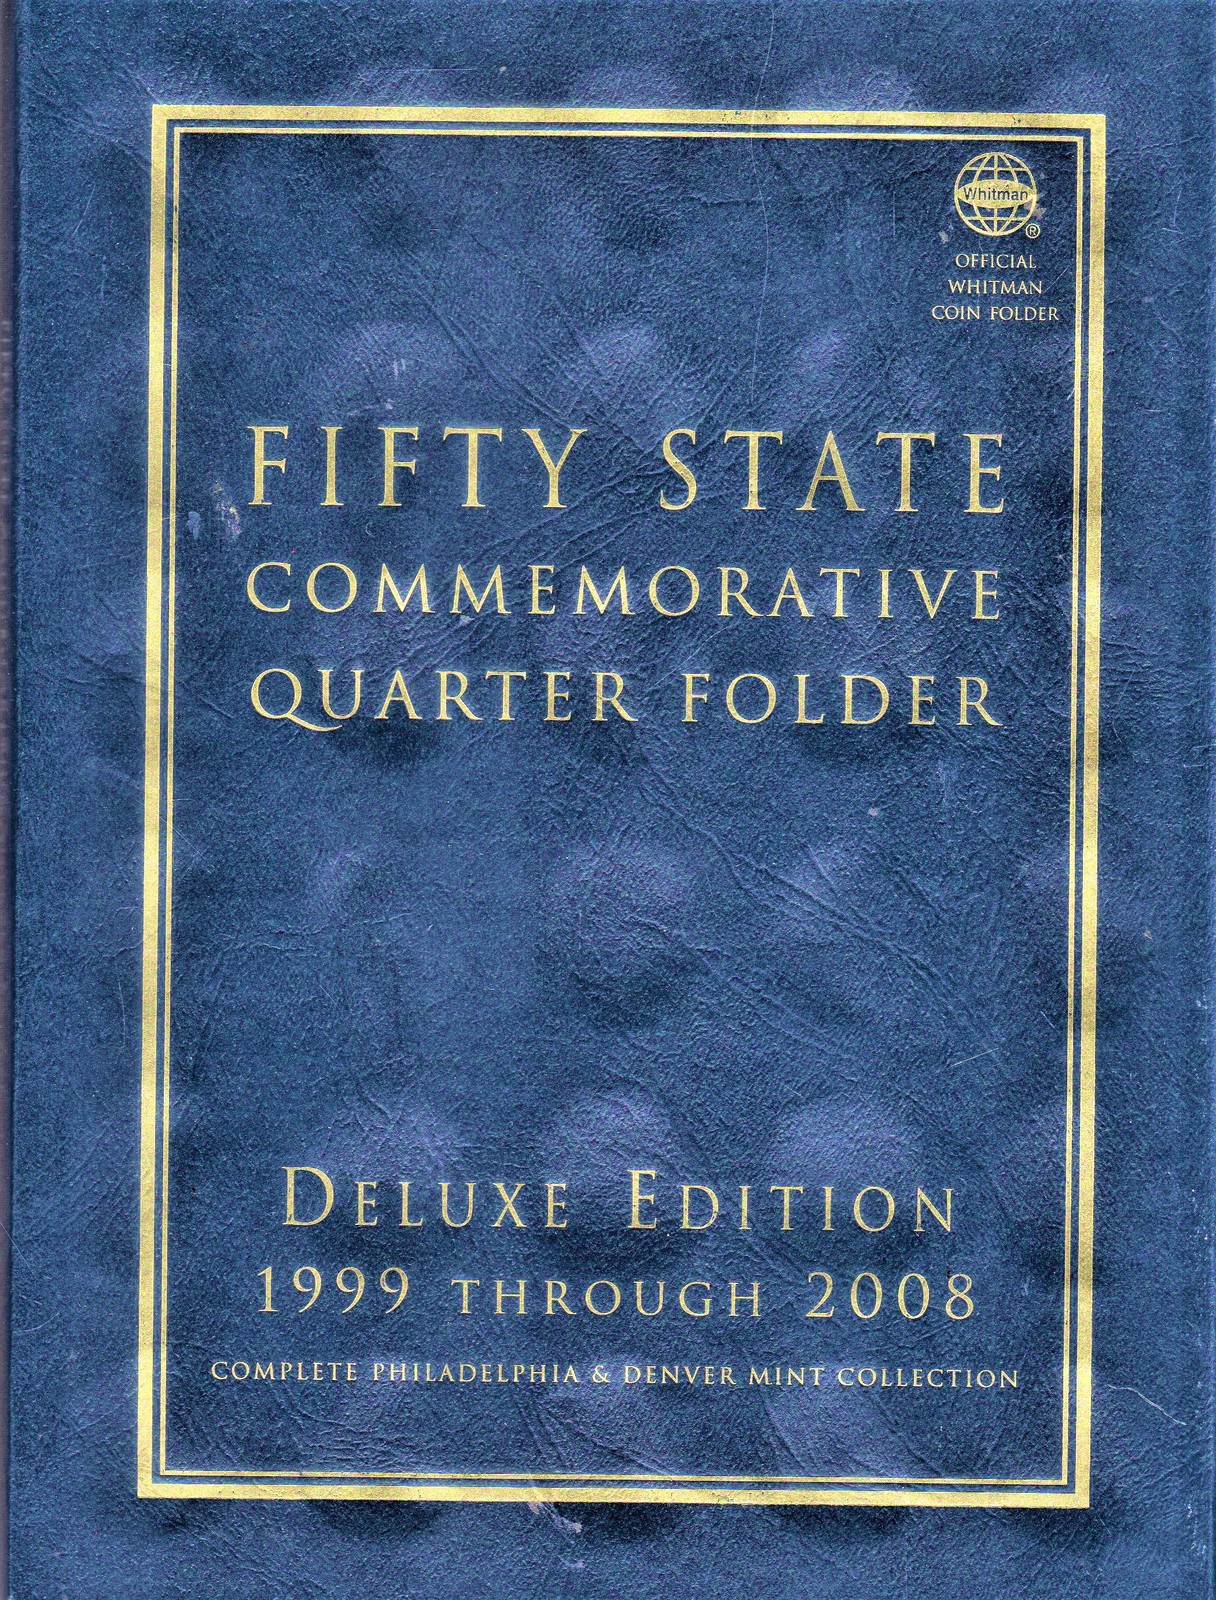 Whitman
®
OFFICIAL
WHITMAN
COIN FOLDER
FIFTY STATE
COMMEMORATIVE
QUARTER FOLDER
DELUXE EDITION
1999 THROUGH 2008
COMPLETE PHILADELPHIA & DENVER MINT COLLECTION